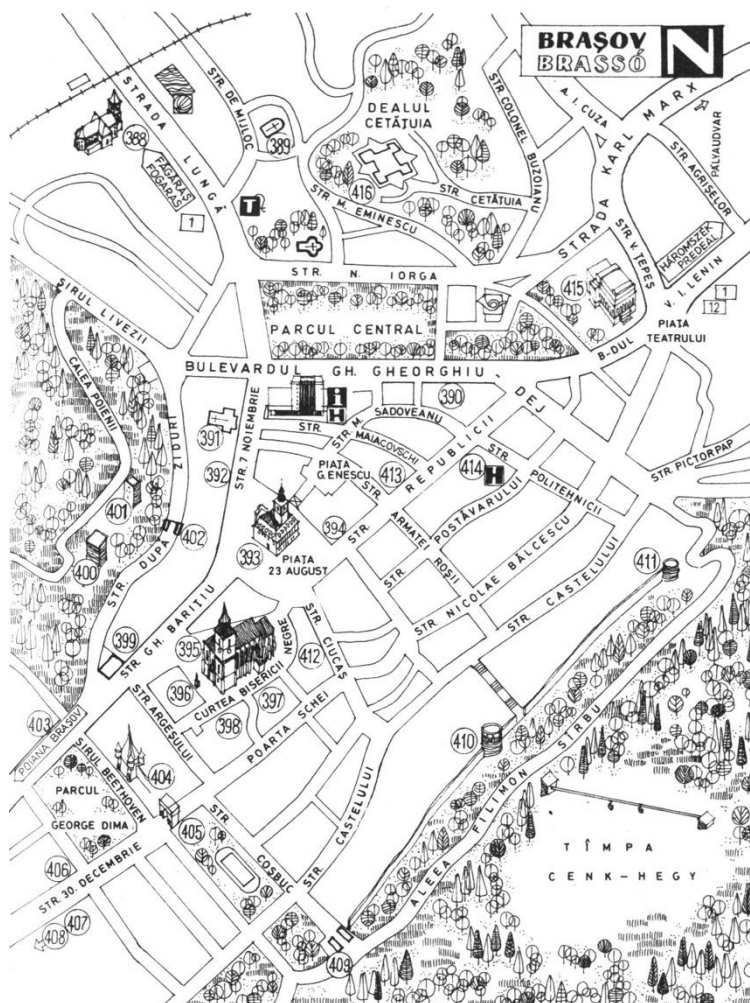 BRAŞOV
BRASSÓ
N
STRADA LUNGĂ
STR. DE MIJLOC
388
389
FĂGĂRAŞ
FOGARAS
1
T
DEALUL
CETĂŢUIA
416
STR. CETĂŢUIA
STR. M. EMINESCU
STR. COLONEL BUZOIANU
A. I. CUZA
STRADA KARL MARX
PÁLYAUDVAR
STR. AGRIŞELOR
STR. V. ŢEPEŞ
HÁROMSZÉK
PREDEAL
V. I. LENIN
1
12
415
STR. N. IORGA
PARCUL CENTRAL
PIAŢA
TEATRULUI
B-DUL
BULEVARDUL GH. GHEORGHIU
DEJ
ŞIRUL LIVEZII
CALEA POIENII
i
H
390
391
392
STR. 7 NOIEMBRIE
STR. M. SADOVEANU
STR. MAIACOVSCHI
PIAŢA
G. ENESCU
413
STR.
STR. REPUBLICII
414
H
STR. POLITEHNICII
STR. PICTOR POP
401
402
400
STR. DUPĂ ZIDURI
393
394
PIAŢA
23 AUGUST
STR. ARMATEI ROŞII
POSTĂVARULUI
STR. NICOLAE BĂLCESCU
STR. CASTELULUI
411
399
STR. GH. BARIŢIU
395
396
CURTEA BISERICII NEGRE
397
398
412
STR. CIUCAŞ
STR. ARGEŞULUI
POARTA SCHEI
403
POIANA BRAŞOV
ŞIRUL BEETHOVEN
404
405
PARCUL
GEORGE DIMA
406
STR. 30. DECEMBRIE
407
408
STR. COŞBUC
STR. CASTELULUI
409
410
ALEEA FILIMON SÎRBU
TÎMPA
CENK-HEGY